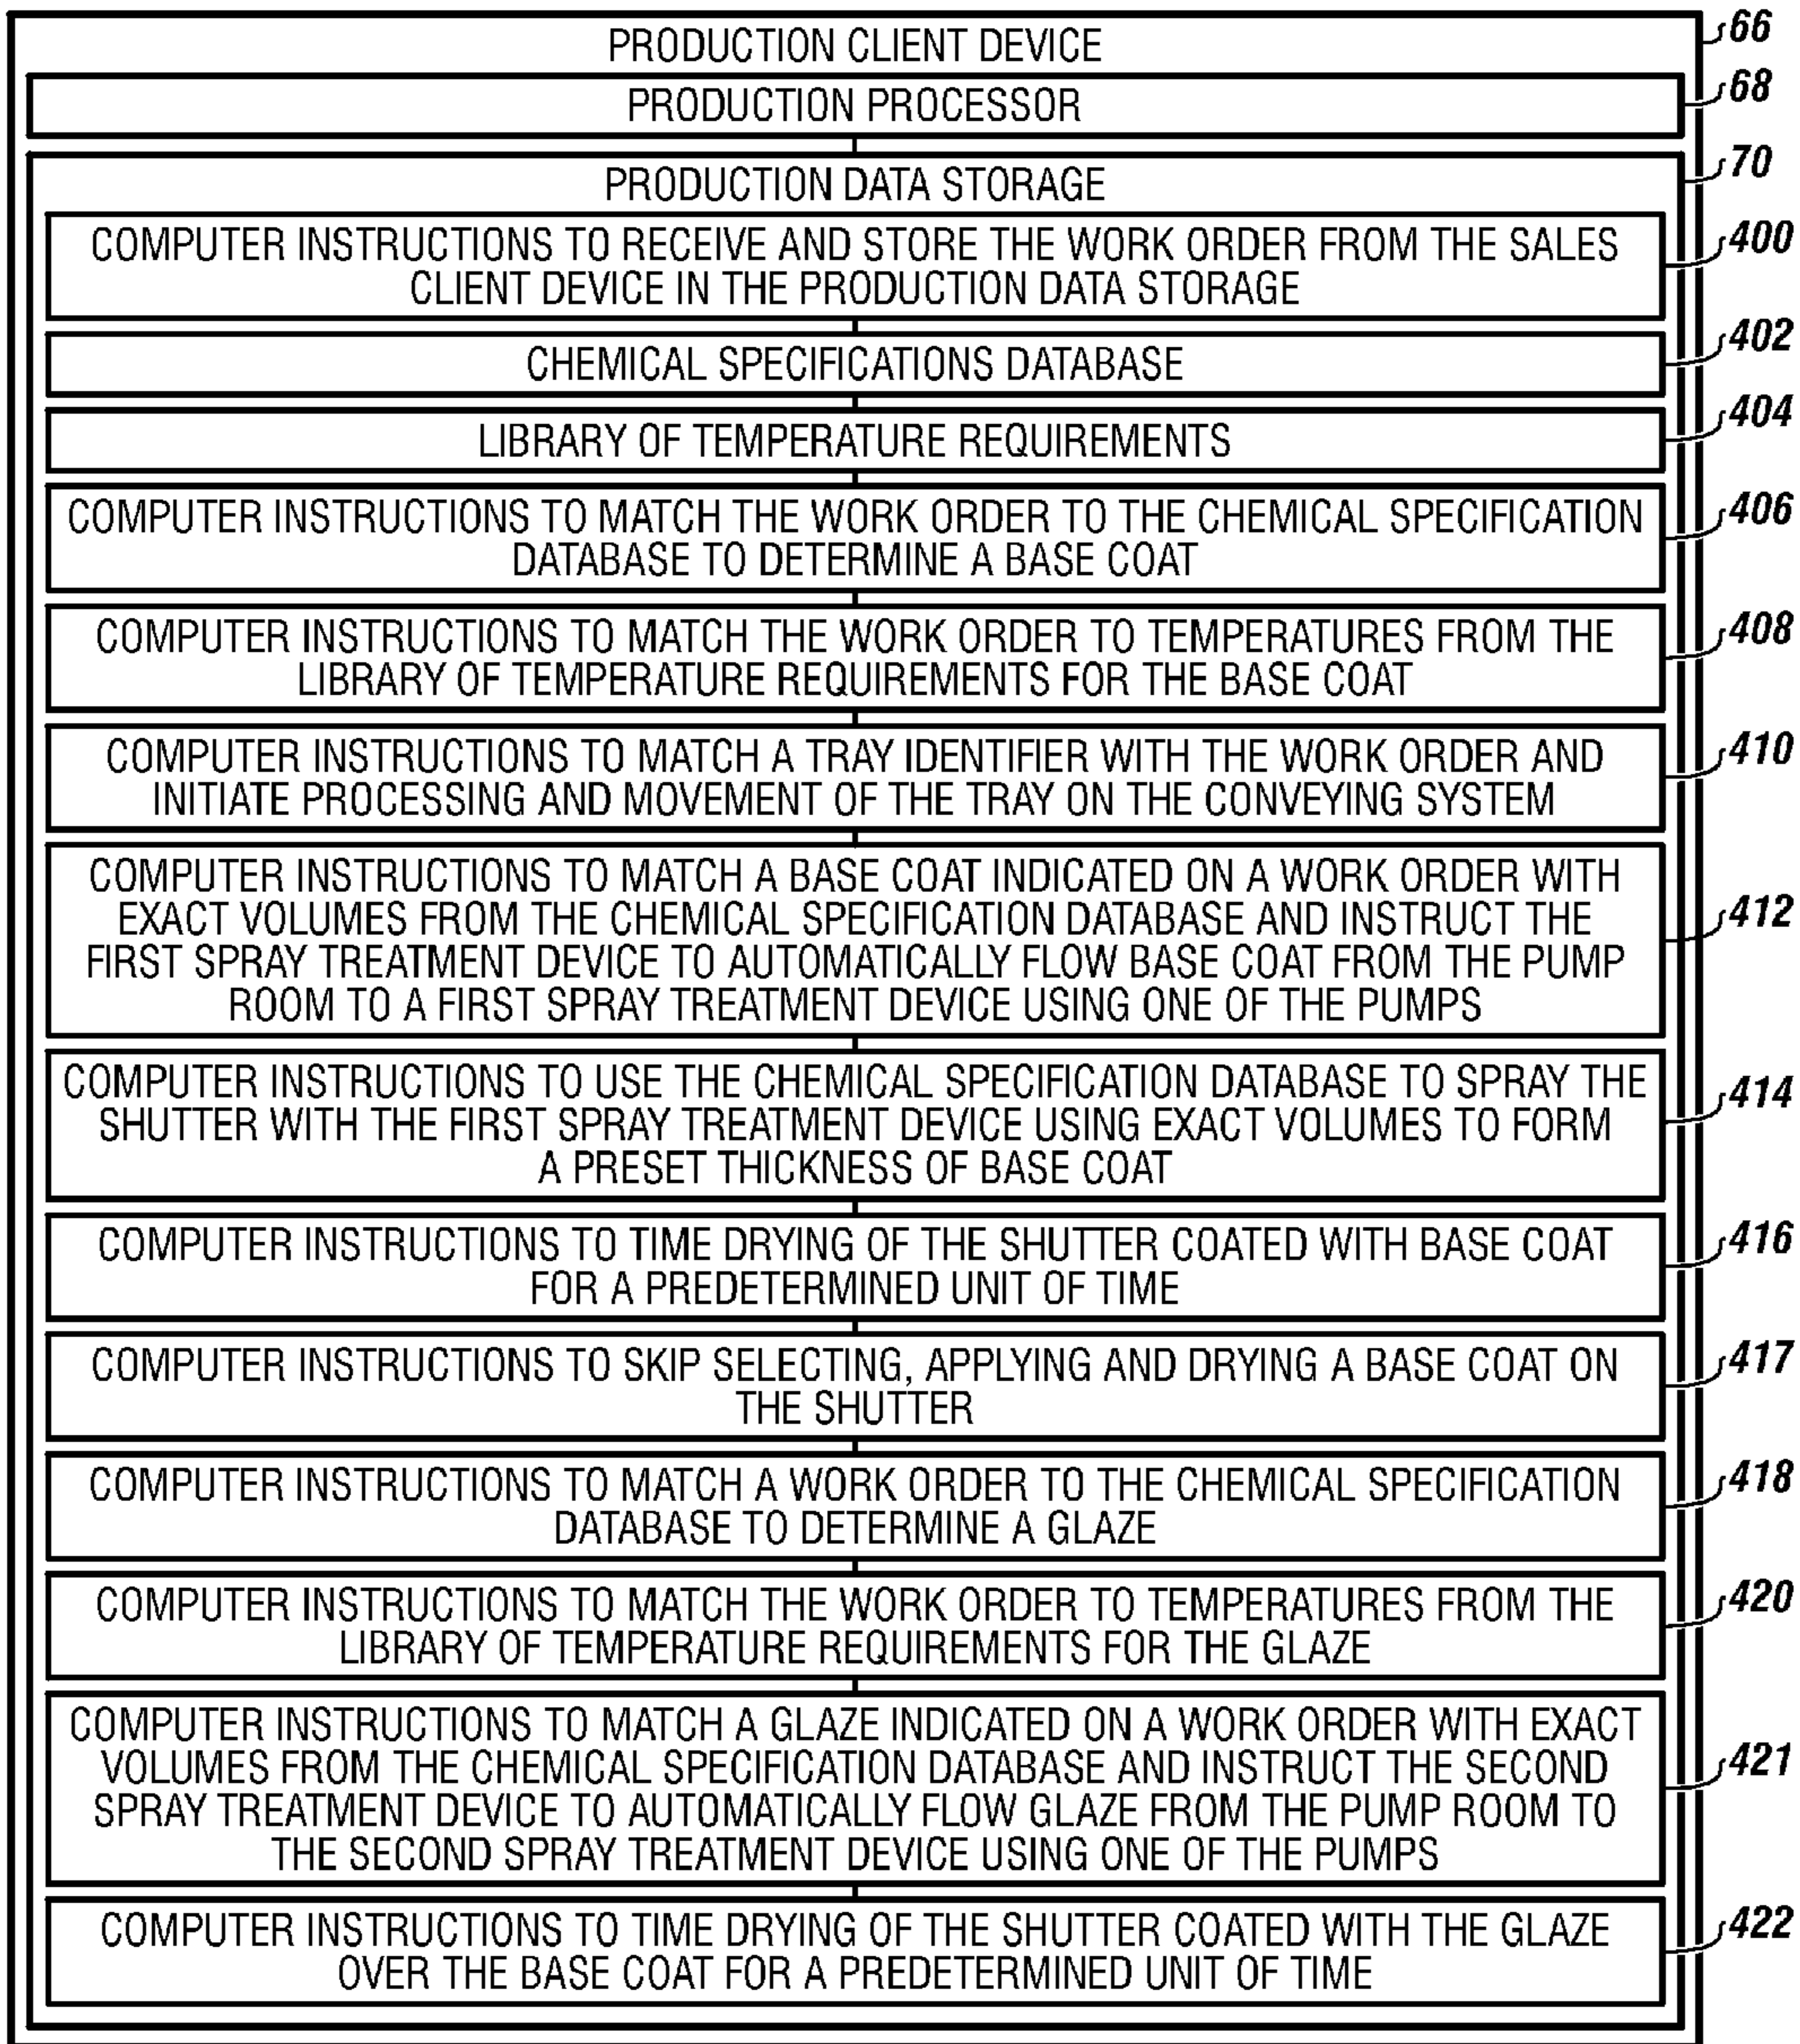 PRODUCTION CLIENT DEVICE 66
PRODUCTION PROCESSOR 68
PRODUCTION DATA STORAGE 70
COMPUTER INSTRUCTIONS TO RECEIVE AND STORE THE WORK ORDER FROM THE SALES 400
CLIENT DEVICE IN THE PRODUCTION DATA STORAGE
CHEMICAL SPECIFICATIONS DATABASE 402
LIBRARY OF TEMPERATURE REQUIREMENTS 404
COMPUTER INSTRUCTIONS TO MATCH THE WORK ORDER TO THE CHEMICAL SPECIFICATION 406
DATABASE TO DETERMINE A BASE COAT
COMPUTER INSTRUCTIONS TO MATCH THE WORK ORDER TO TEMPERATURES FROM THE 408
LIBRARY OF TEMPERATURE REQUIREMENTS FOR THE BASE COAT
COMPUTER INSTRUCTIONS TO MATCH A TRAY IDENTIFIER WITH THE WORK ORDER AND 410
INITIATE PROCESSING AND MOVEMENT OF THE TRAY ON THE CONVEYING SYSTEM
COMPUTER INSTRUCTIONS TO MATCH A BASE COAT INDICATED ON A WORK ORDER WITH
EXACT VOLUMES FROM THE CHEMICAL SPECIFICATION DATABASE AND INSTRUCT THE 412
FIRST SPRAY TREATMENT DEVICE TO AUTOMATICALLY FLOW BASE COAT FROM THE PUMP
ROOM TO A FIRST SPRAY TREATMENT DEVICE USING ONE OF THE PUMPS
COMPUTER INSTRUCTIONS TO USE THE CHEMICAL SPECIFICATION DATABASE TO SPRAY THE 414
SHUTTER WITH THE FIRST SPRAY TREATMENT DEVICE USING EXACT VOLUMES TO FORM
A PRESET THICKNESS OF BASE COAT
COMPUTER INSTRUCTIONS TO TIME DRYING OF THE SHUTTER COATED WITH BASE COAT 416
FOR A PREDETERMINED UNIT OF TIME
COMPUTER INSTRUCTIONS TO SKIP SELECTING, APPLYING AND DRYING A BASE COAT ON 417
THE SHUTTER
COMPUTER INSTRUCTIONS TO MATCH A WORK ORDER TO THE CHEMICAL SPECIFICATION 418
DATABASE TO DETERMINE A GLAZE
COMPUTER INSTRUCTIONS TO MATCH THE WORK ORDER TO TEMPERATURES FROM THE 420
LIBRARY OF TEMPERATURE REQUIREMENTS FOR THE GLAZE
COMPUTER INSTRUCTIONS TO MATCH A GLAZE INDICATED ON A WORK ORDER WITH EXACT
VOLUMES FROM THE CHEMICAL SPECIFICATION DATABASE AND INSTRUCT THE SECOND 421
SPRAY TREATMENT DEVICE TO AUTOMATICALLY FLOW GLAZE FROM THE PUMP ROOM TO
THE SECOND SPRAY TREATMENT DEVICE USING ONE OF THE PUMPS
COMPUTER INSTRUCTIONS TO TIME DRYING OF THE SHUTTER COATED WITH THE GLAZE 422
OVER THE BASE COAT FOR A PREDETERMINED UNIT OF TIME